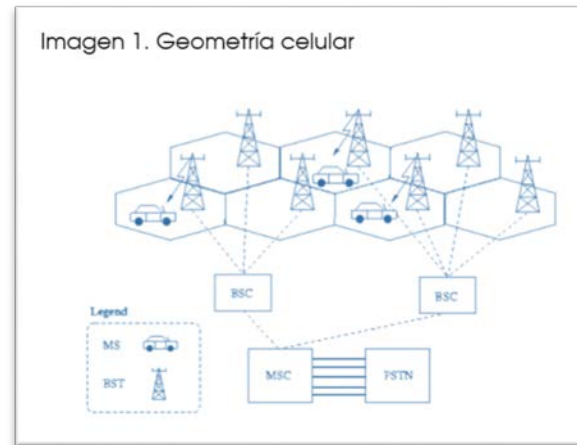 Imagen 1. Geometría celular
BSC
BSC
Legend
MS
BST
MSC
PSTN